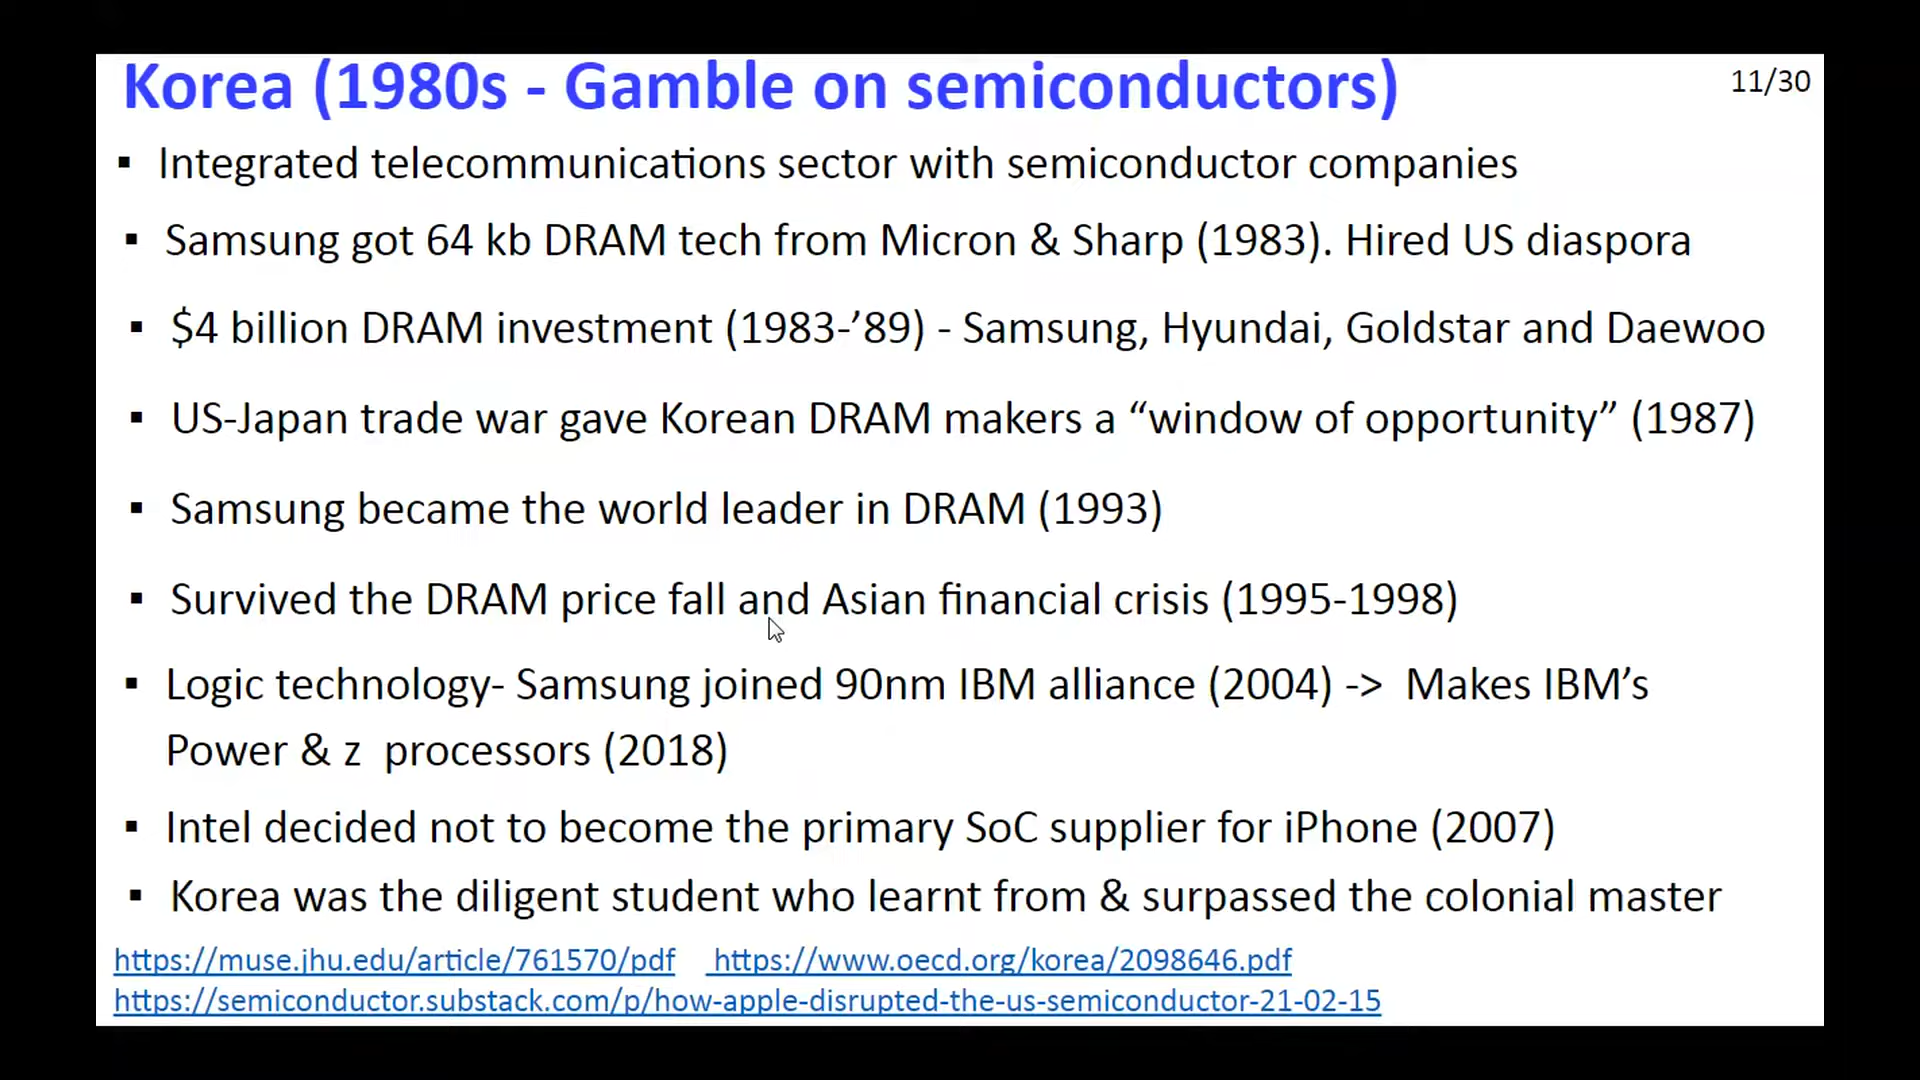 Korea (1980s - Gamble on semiconductors)
11/30
▪ Integrated telecommunications sector with semiconductor companies
▪ Samsung got 64 kb DRAM tech from Micron & Sharp (1983). Hired US diaspora
▪ $4 billion DRAM investment (1983-’89) - Samsung, Hyundai, Goldstar and Daewoo
▪ US-Japan trade war gave Korean DRAM makers a “window of opportunity” (1987)
▪ Samsung became the world leader in DRAM (1993)
▪ Survived the DRAM price fall and Asian financial crisis (1995-1998)
▪ Logic technology- Samsung joined 90nm IBM alliance (2004) -> Makes IBM’s
Power & z processors (2018)
▪ Intel decided not to become the primary SoC supplier for iPhone (2007)
▪ Korea was the diligent student who learnt from & surpassed the colonial master
https://muse.jhu.edu/article/761570/pdf https://www.oecd.org/korea/2098646.pdf
https://semiconductor.substack.com/p/how-apple-disrupted-the-us-semiconductor-21-02-15